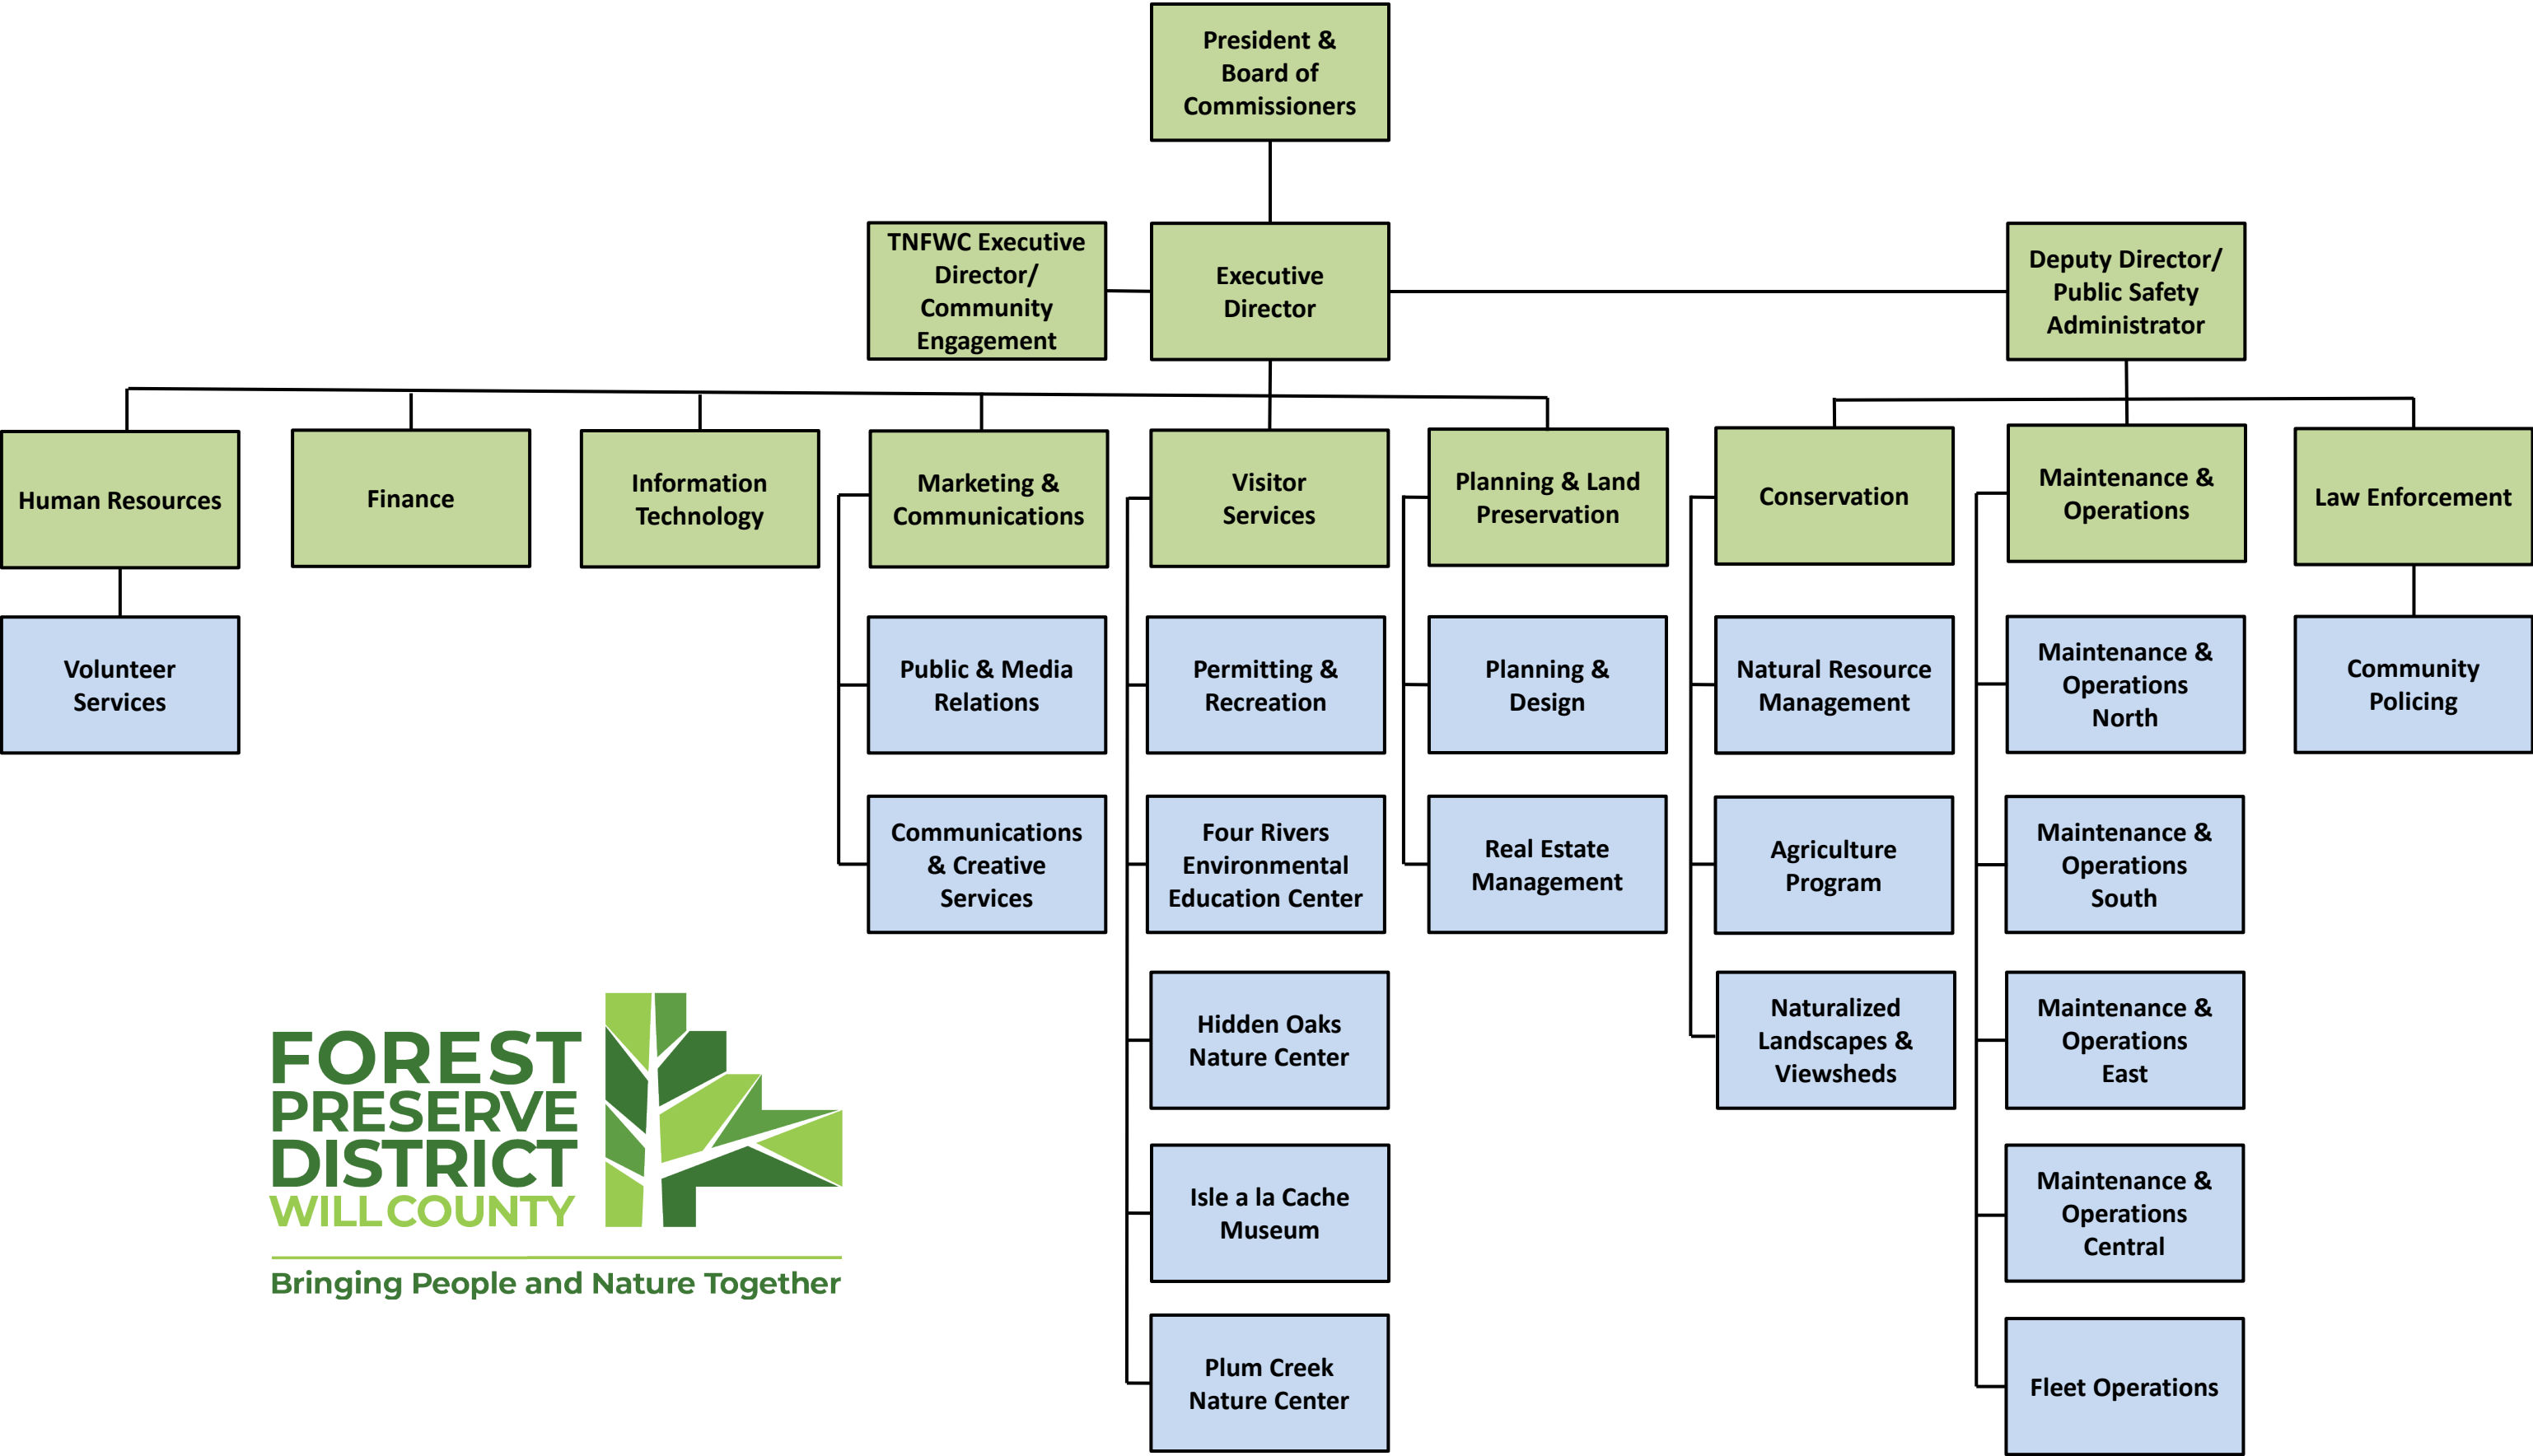 President &
Board of
Commissioners
TNFWC Executive
Director/
Community
Engagement
Executive
Director
Deputy Director/
Public Safety
Administrator
Human Resources
Finance
Information
Technology
Marketing &
Communications
Visitor
Services
Planning & Land
Preservation
Conservation
Maintenance &
Operations
Law Enforcement
Volunteer
Services
Public & Media
Relations
Permitting &
Recreation
Planning &
Design
Natural Resource
Management
Maintenance &
Operations
North
Community
Policing
Communications
& Creative
Services
Four Rivers
Environmental
Education Center
Real Estate
Management
Agriculture
Program
Maintenance &
Operations
South
Hidden Oaks
Nature Center
Naturalized
Landscapes &
Viewsheds
Maintenance &
Operations
East
Isle a la Cache
Museum
Maintenance &
Operations
Central
Plum Creek
Nature Center
Fleet Operations
FOREST
PRESERVE
DISTRICT
WILL COUNTY
Bringing People and Nature Together